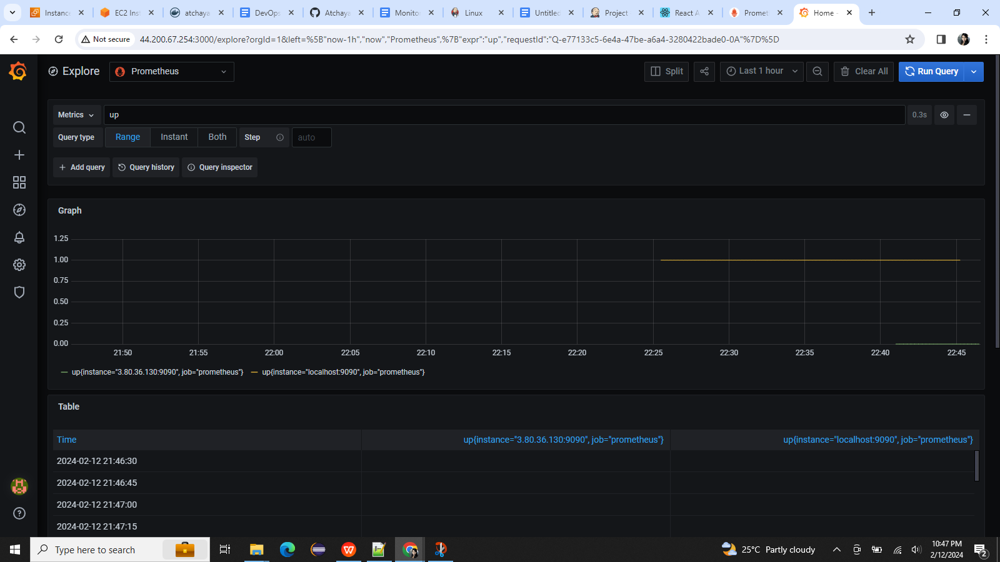 Instance
EC2 Inst
atchaya
DevOps
Atchaya
Monitor
Linux
Untitled
Project
React A
Promet
Home -
Not secure
44.200.67.254:3000/explore?orgId=1&left=%5B"now-1h","now","Prometheus",%7B"expr":"up","requestId":"Q-e77133c5-6e4a-47be-a6a4-3280422bade0-0A"%7D%5D
Explore
Prometheus
Split
Last 1 hour
Clear All
Run Query
Metrics
up
0.3s
Query type
Range
Instant
Both
Step
auto
Add query
Query history
Query inspector
Graph
1.25
1.00
0.75
0.50
0.25
0.00
21:50 21:55 22:00 22:05 22:10 22:15 22:20 22:25 22:30 22:35 22:40 22:45
up{instance="3.80.36.130:9090", job="prometheus"} up{instance="localhost:9090", job="prometheus"}
Table
Time up{instance="3.80.36.130:9090", job="prometheus"} up{instance="localhost:9090", job="prometheus"}
2024-02-12 21:46:30
2024-02-12 21:46:45
2024-02-12 21:47:00
2024-02-12 21:47:15
Type here to search
25°C Partly cloudy
10:47 PM
2/12/2024
2